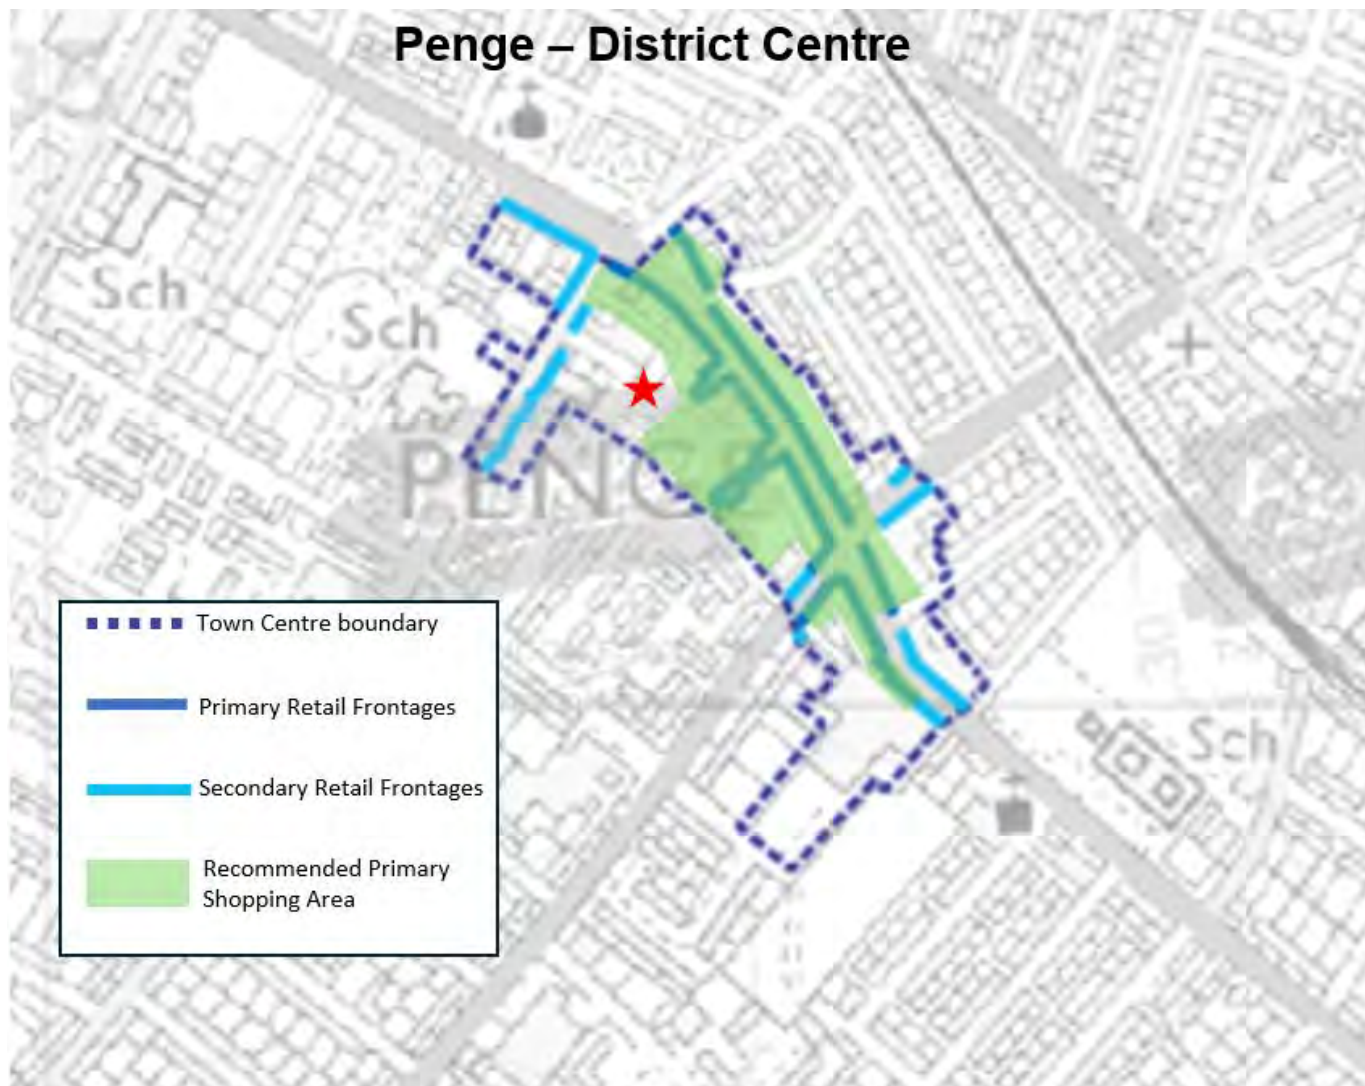 Penge – District Centre
Sch
Sch
PENGE
Sch
Town Centre boundary
Primary Retail Frontages
Secondary Retail Frontages
Recommended Primary
Shopping Area